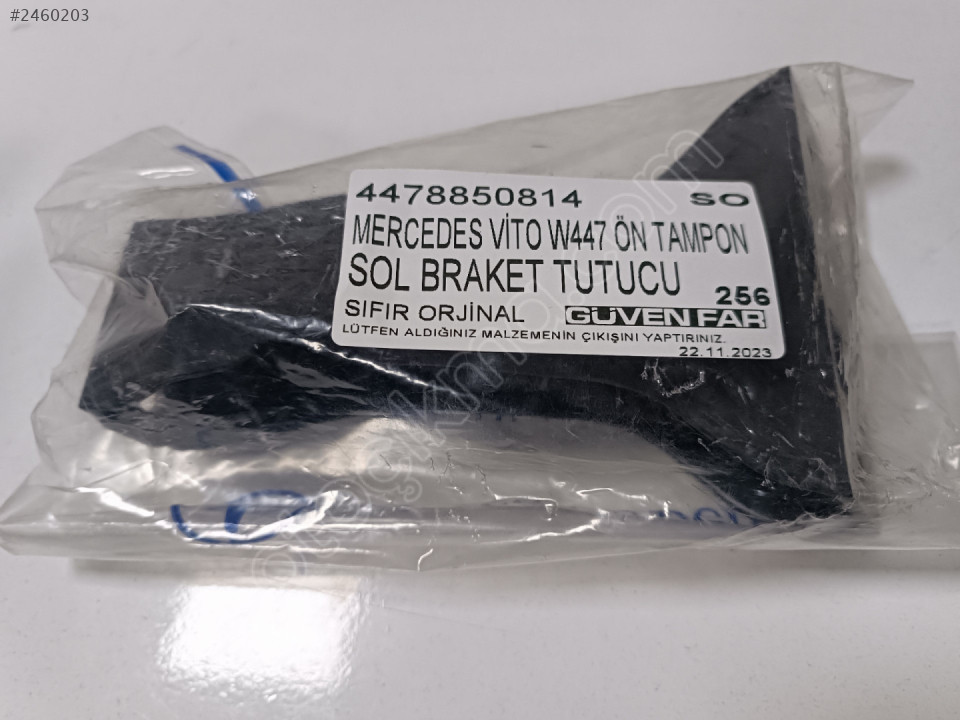 #2460203
4478850814 SO
MERCEDES VİTO W447 ÖN TAMPON
SOL BRAKET TUTUCU 256
SIFIR ORJİNAL GÜVEN FAR
LÜTFEN ALDIĞINIZ MALZEMENİN ÇIKIŞINI YAPTIRINIZ.
22.11.2023